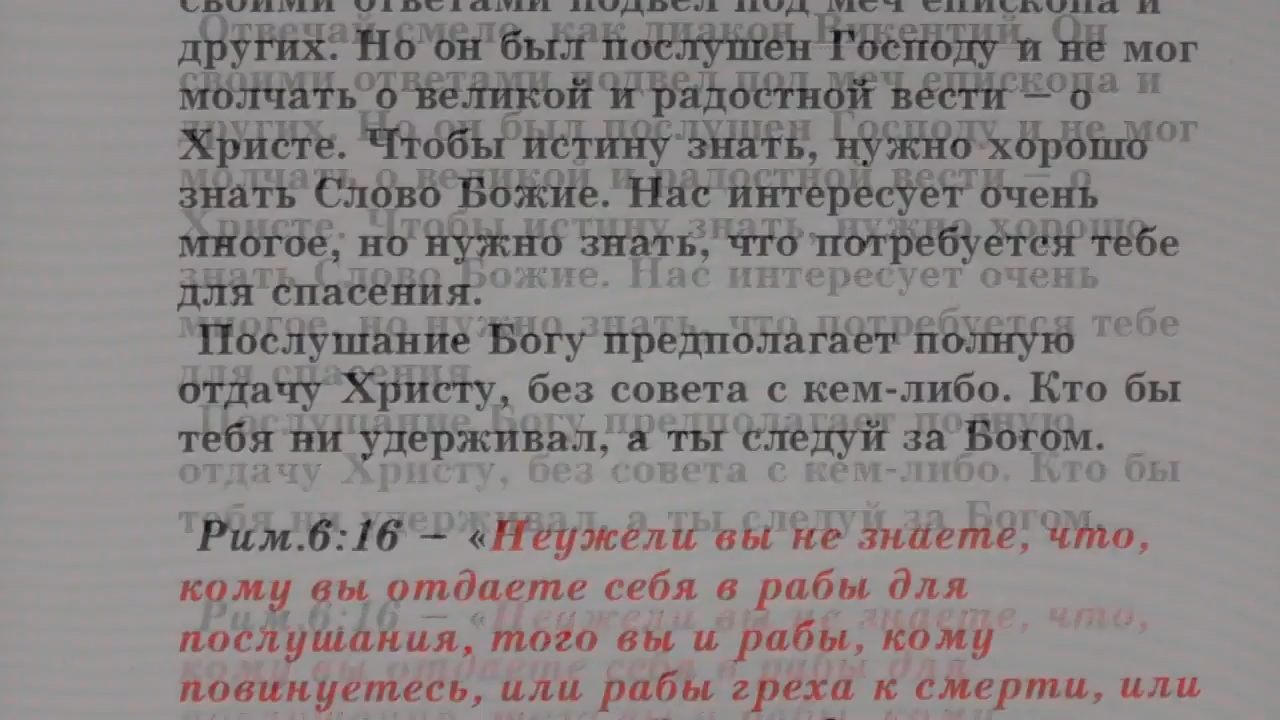 своими ответами подвел под меч епископа и
других. Но он был послушен Господу и не мог
молчать о великой и радостной вести – о
Христе. Чтобы истину знать, нужно хорошо
знать Слово Божие. Нас интересует очень
многое, но нужно знать, что потребуется тебе
для спасения.
Послушание Богу предполагает полную
отдачу Христу, без совета с кем-либо. Кто бы
тебя ни удерживал, а ты следуй за Богом.
Рим.6:16 – «Неужели вы не знаете, что,
кому вы отдаете себя в рабы для
послушания, того вы и рабы, кому
повинуетесь, или рабы греха к смерти, или